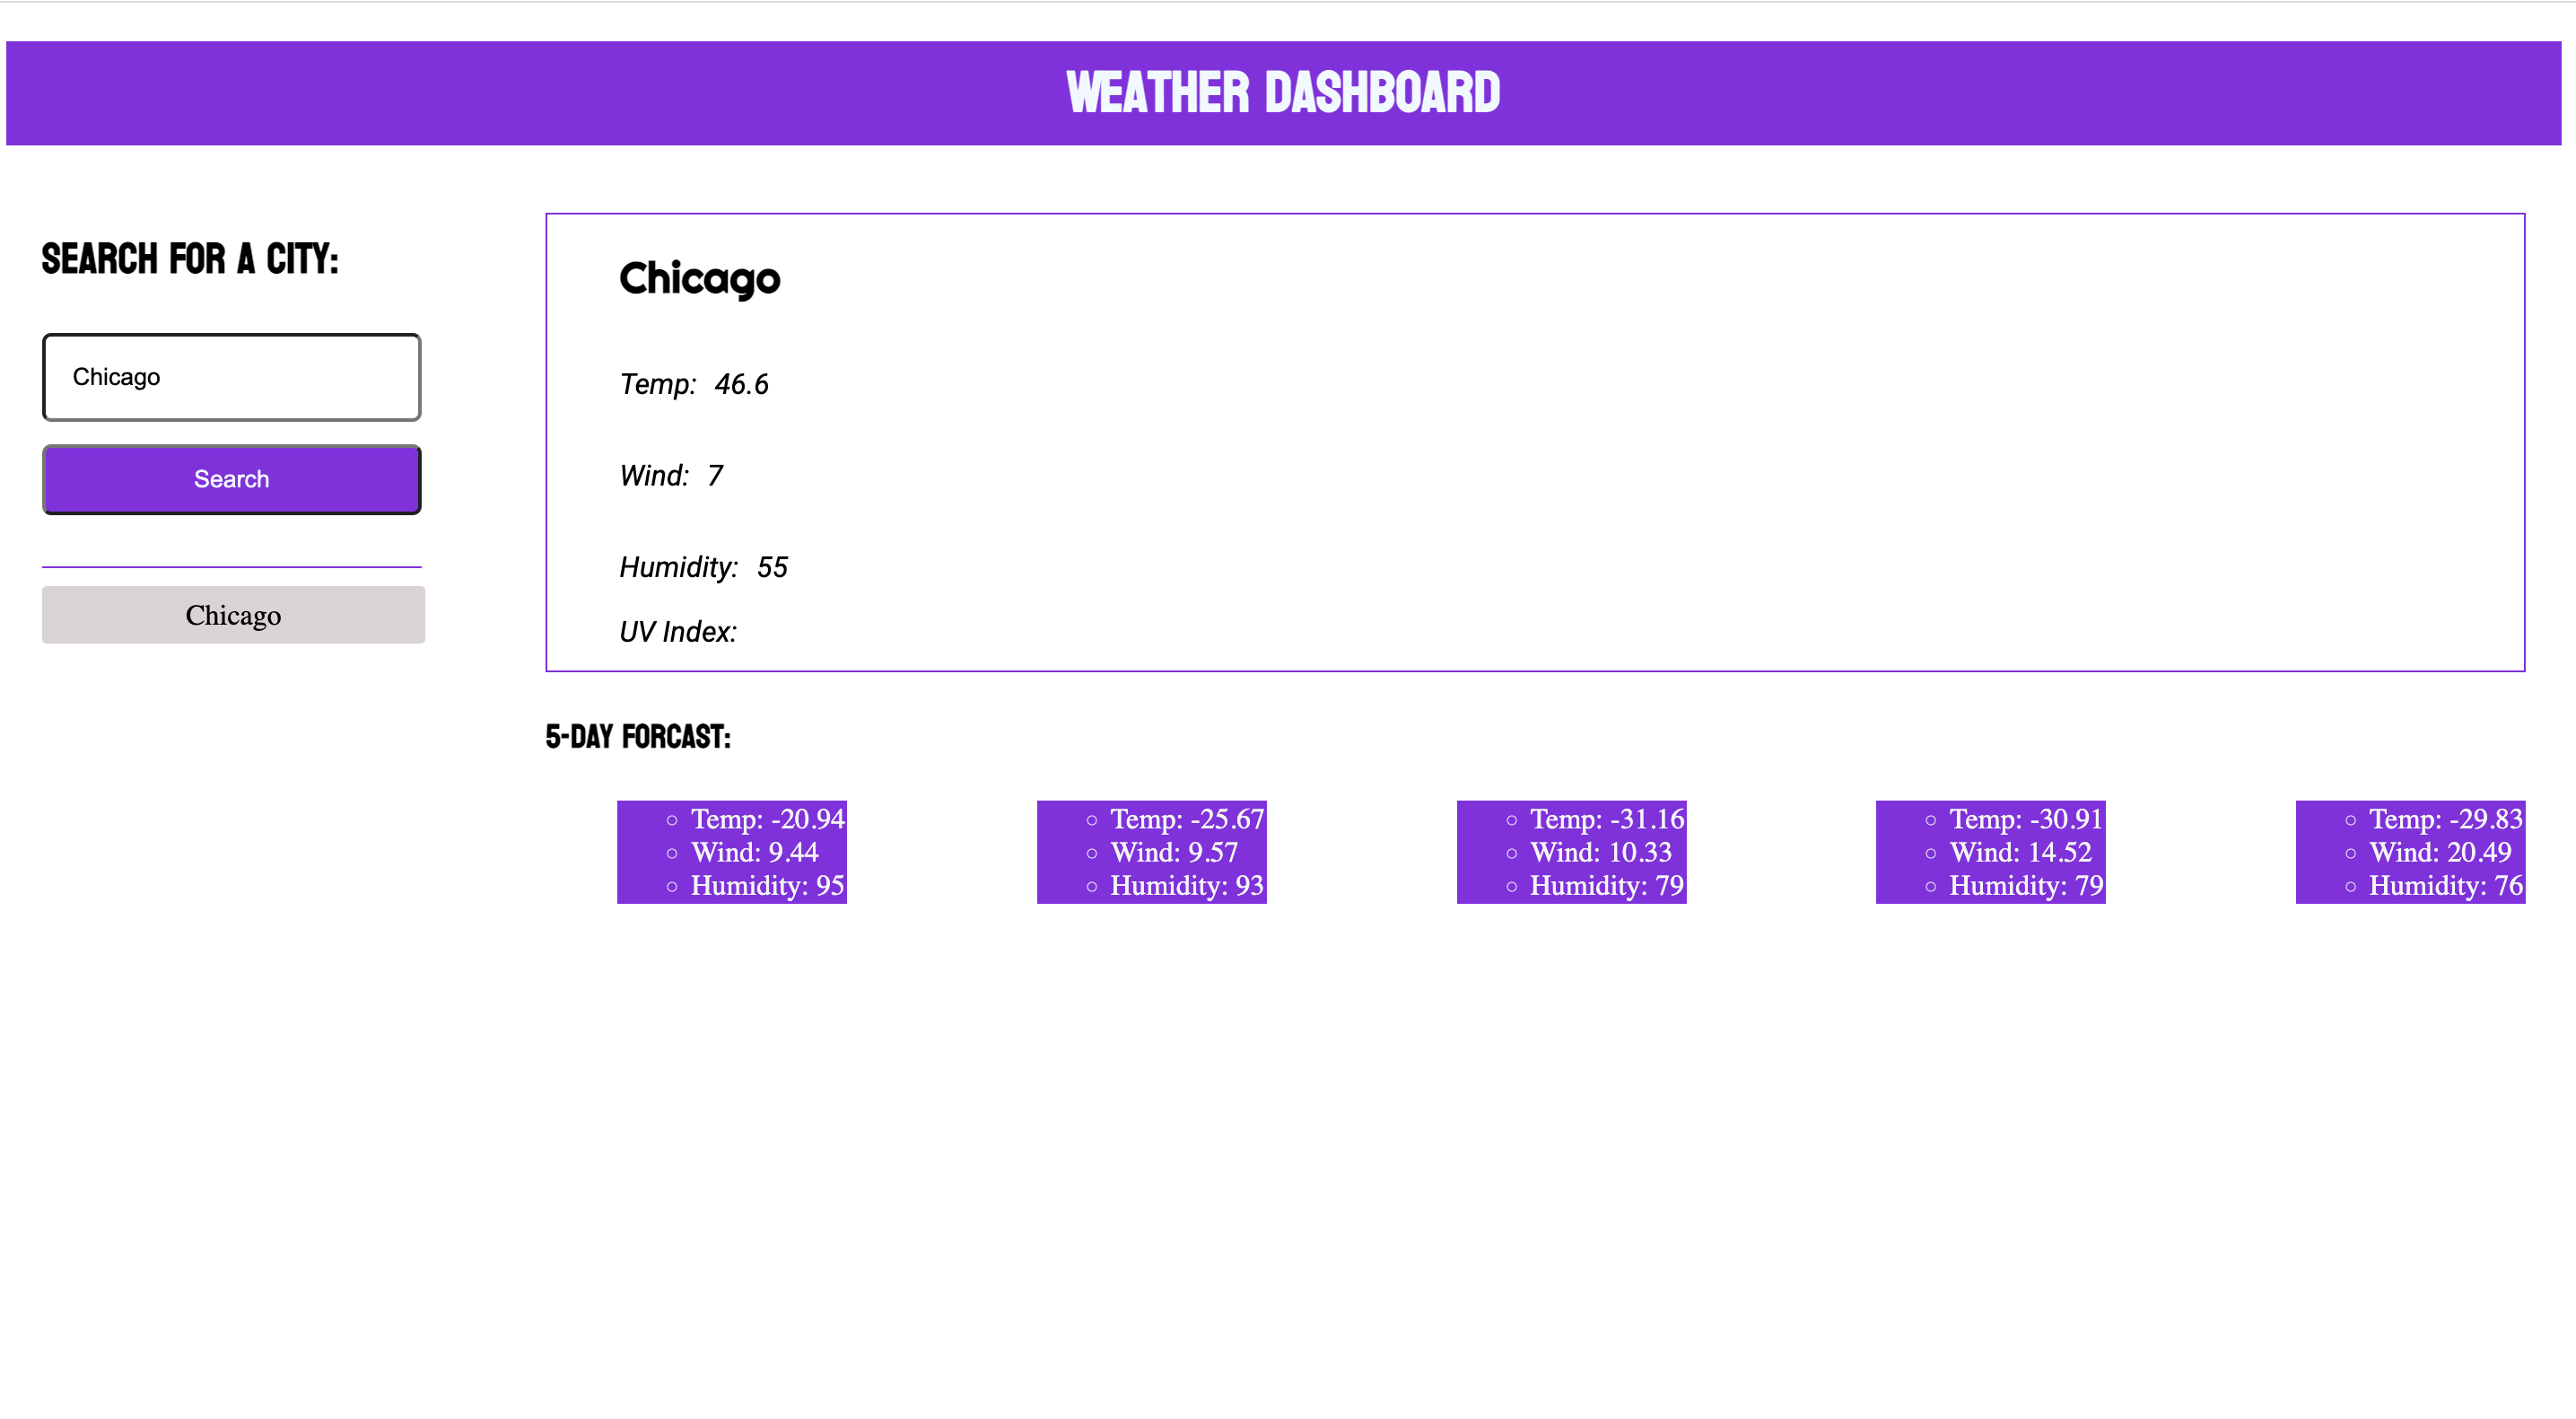 WEATHER DASHBOARD
SEARCH FOR A CITY:
Chicago
Search
Chicago
Chicago
Temp: 46.6
Wind: 7
Humidity: 55
UV Index:
5-DAY FORCAST:
Temp: -20.94
Wind: 9.44
Humidity: 95
Temp: -25.67
Wind: 9.57
Humidity: 93
Temp: -31.16
Wind: 10.33
Humidity: 79
Temp: -30.91
Wind: 14.52
Humidity: 79
Temp: -29.83
Wind: 20.49
Humidity: 76